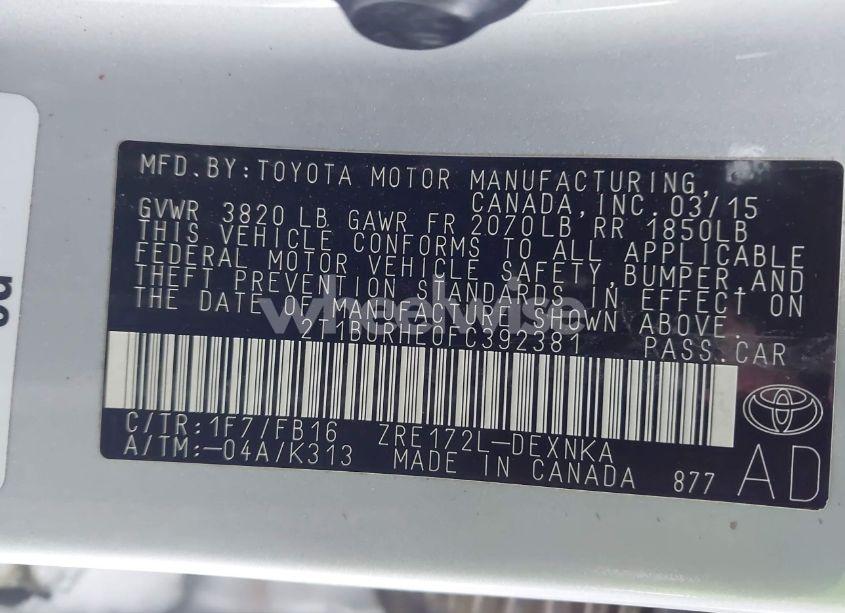 MFD.BY:TOYOTA MOTOR MANUFACTURING,
CANADA, INC. 03/15
GVWR 3820 LB GAWR FR 2070LB RR 1850LB
THIS VEHICLE CONFORMS TO ALL APPLICABLE
FEDERAL MOTOR VEHICLE SAFETY, BUMPER, AND
THEFT PREVENTION STANDARDS IN EFFECT ON
THE DATE OF MANUFACTURE SHOWN ABOVE.
wheelwise
2T1BURHE0FC392381 PASS.CAR
C/TR:1F7/FB16 ZRE172L-DEXNKA
A/TM:-04A/K313 MADE IN CANADA 877 AD